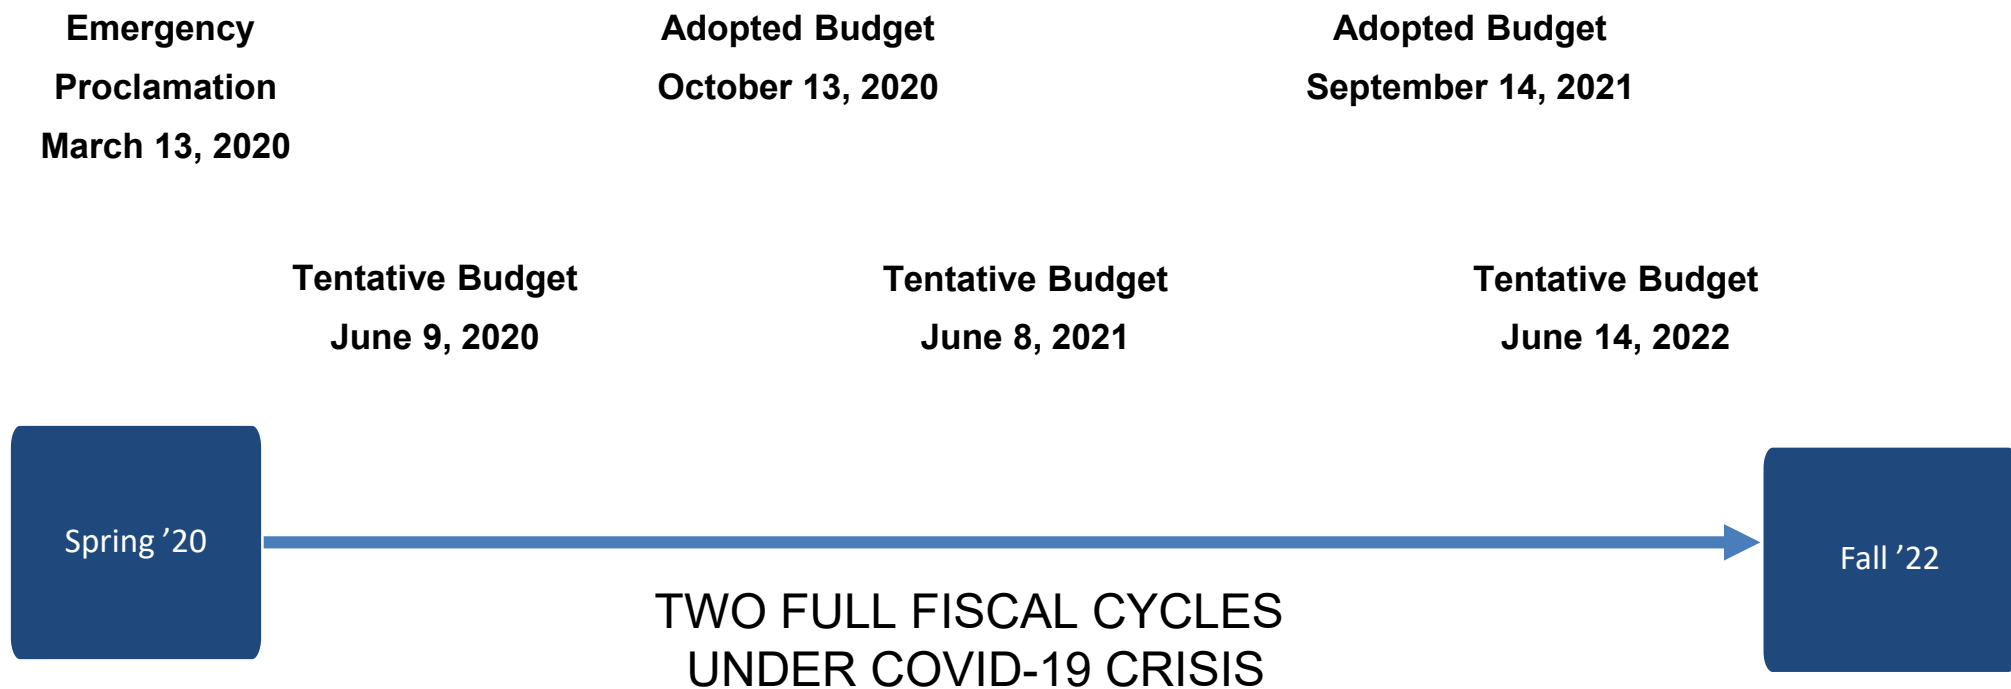 Emergency
Proclamation
March 13, 2020
Adopted Budget
October 13, 2020
Adopted Budget
September 14, 2021
Tentative Budget
June 9, 2020
Tentative Budget
June 8, 2021
Tentative Budget
June 14, 2022
Spring ’20
Fall ’22
TWO FULL FISCAL CYCLES
UNDER COVID-19 CRISIS